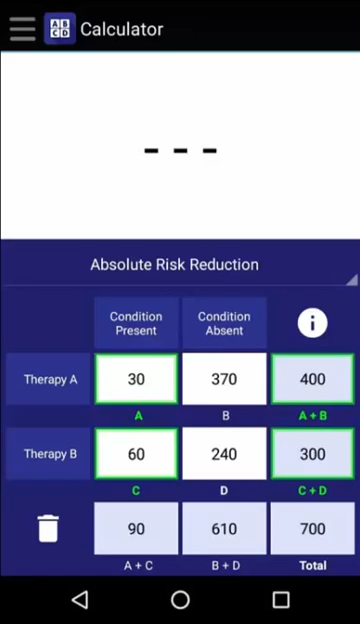 A B
C D
Calculator
- - -
Absolute Risk Reduction
Condition Present
Condition Absent
i
Therapy A
30
370
400
A
B
A + B
Therapy B
60
240
300
C
D
C + D
90
610
700
A + C
B + D
Total